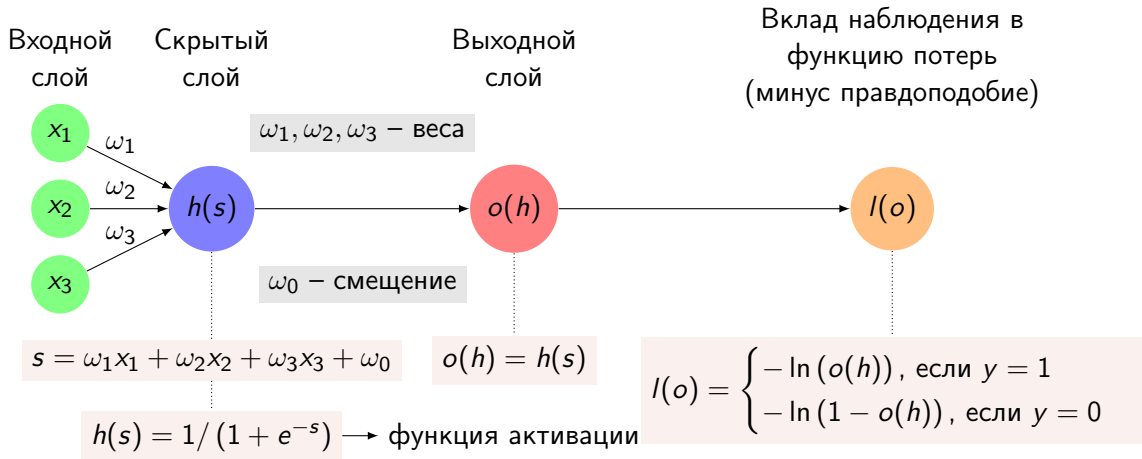 Входной слой
Скрытый слой
Выходной слой
Вклад наблюдения в
функцию потерь
(минус правдоподобие)
x₁
ω₁
ω₁, ω₂, ω₃ – веса
x₂
ω₂
h(s)
o(h)
l(o)
ω₃
x₃
ω₀ – смещение
s = ω₁x₁ + ω₂x₂ + ω₃x₃ + ω₀
o(h) = h(s)
l(o) = { − ln (o(h)) , если y = 1
− ln (1 − o(h)) , если y = 0
h(s) = 1/ (1 + e⁻ˢ)
функция активации